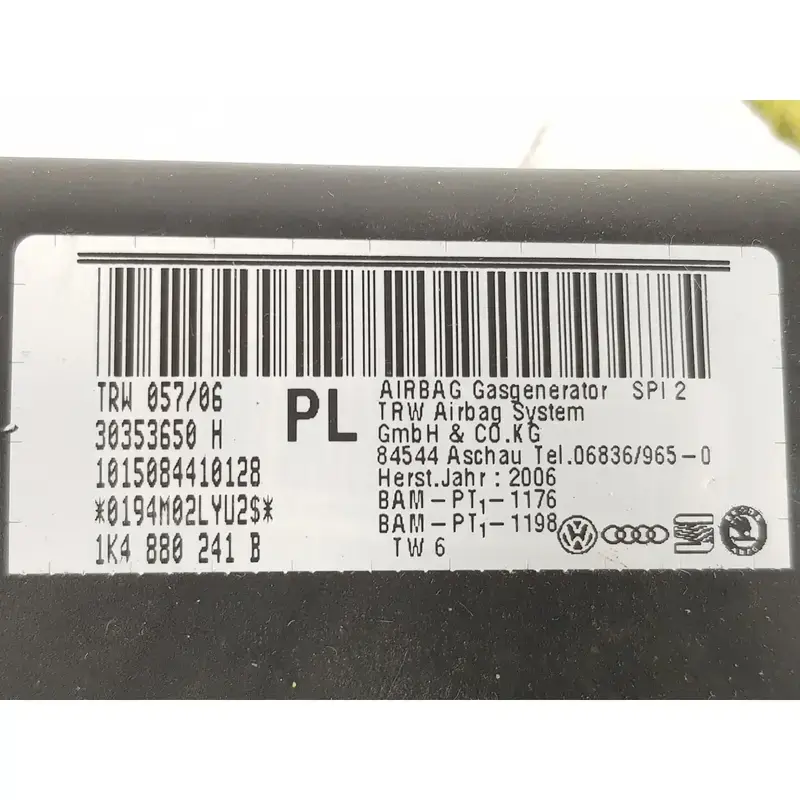 TRW 057/06
30353650 H
1015084410128
*0194M02LYU2$*
1K4 880 241 B
PL
AIRBAG Gasgenerator SPI 2
TRW Airbag System
GmbH & CO.KG
84544 Aschau Tel.06836/965-0
Herst.Jahr : 2006
BAM-PT₁-1176
BAM-PT₁-1198
TW 6